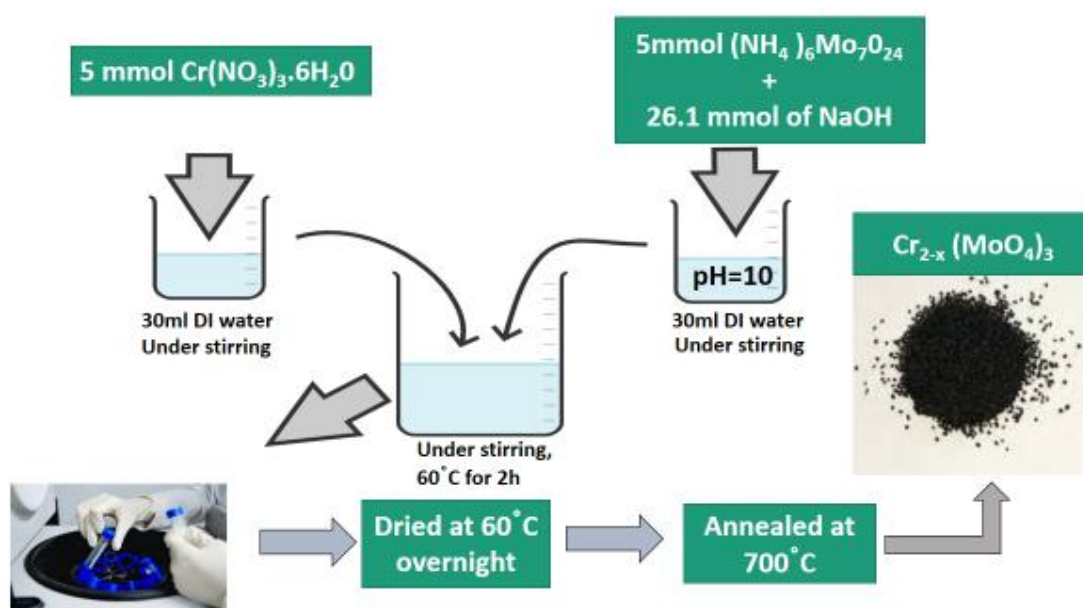 5 mmol Cr(NO₃)₃.6H₂0
5mmol (NH₄ )₆Mo₇0₂₄
+
26.1 mmol of NaOH
pH=10
30ml DI water
Under stirring
30ml DI water
Under stirring
Under stirring,
60°C for 2h
Dried at 60°C
overnight
Annealed at
700°C
Cr₂₋ₓ (MoO₄)₃